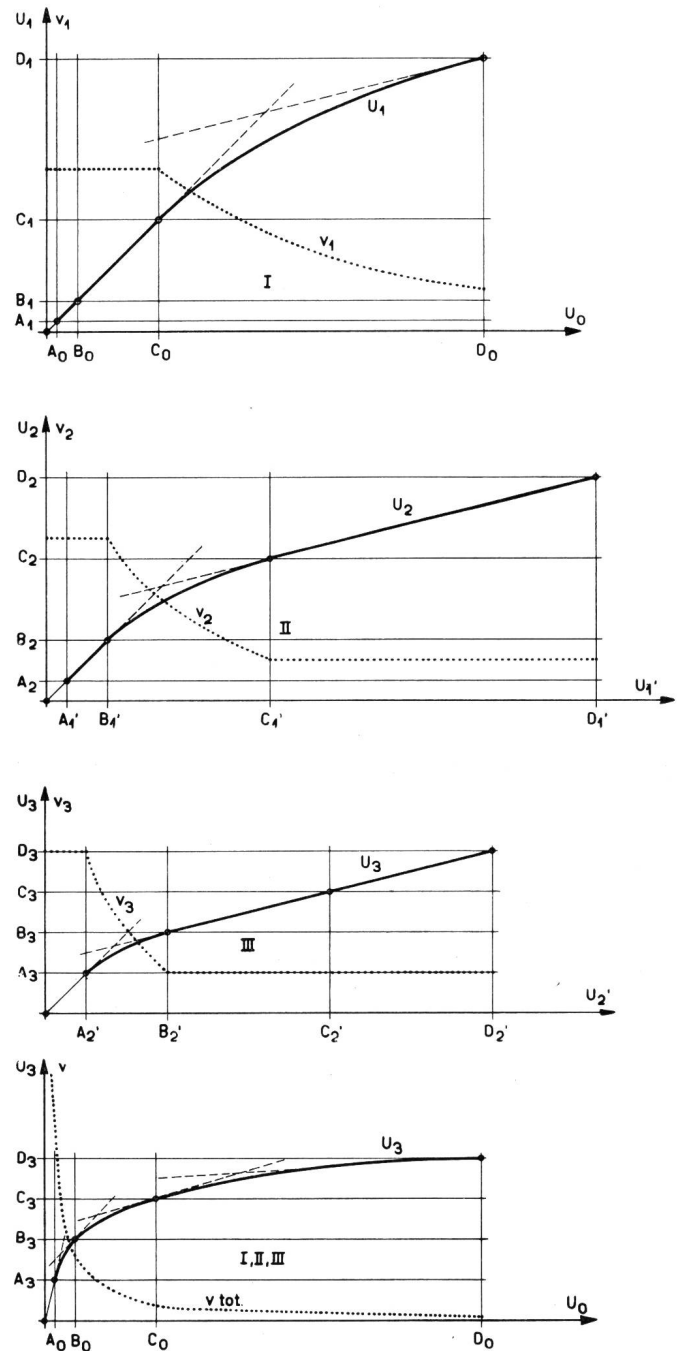 U₁ v₁
D₁
U₁
C₁
v₁
I
B₁
A₁
U₀
A₀ B₀ C₀ D₀
U₂ v₂
D₂
U₂
C₂
v₂
II
B₂
A₂
U₁'
A₁' B₁' C₁' D₁'
U₃ v₃
D₃
U₃
C₃
v₃
B₃
III
A₃
U₂'
A₂' B₂' C₂' D₂'
U₃ v
D₃
U₃
C₃
B₃
I, II, III
A₃
v tot.
U₀
A₀ B₀ C₀ D₀